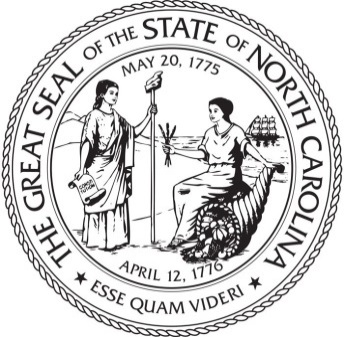 THE GREAT SEAL OF THE STATE OF NORTH CAROLINA
MAY 20, 1775
APRIL 12, 1776
★ ESSE QUAM VIDERI ★